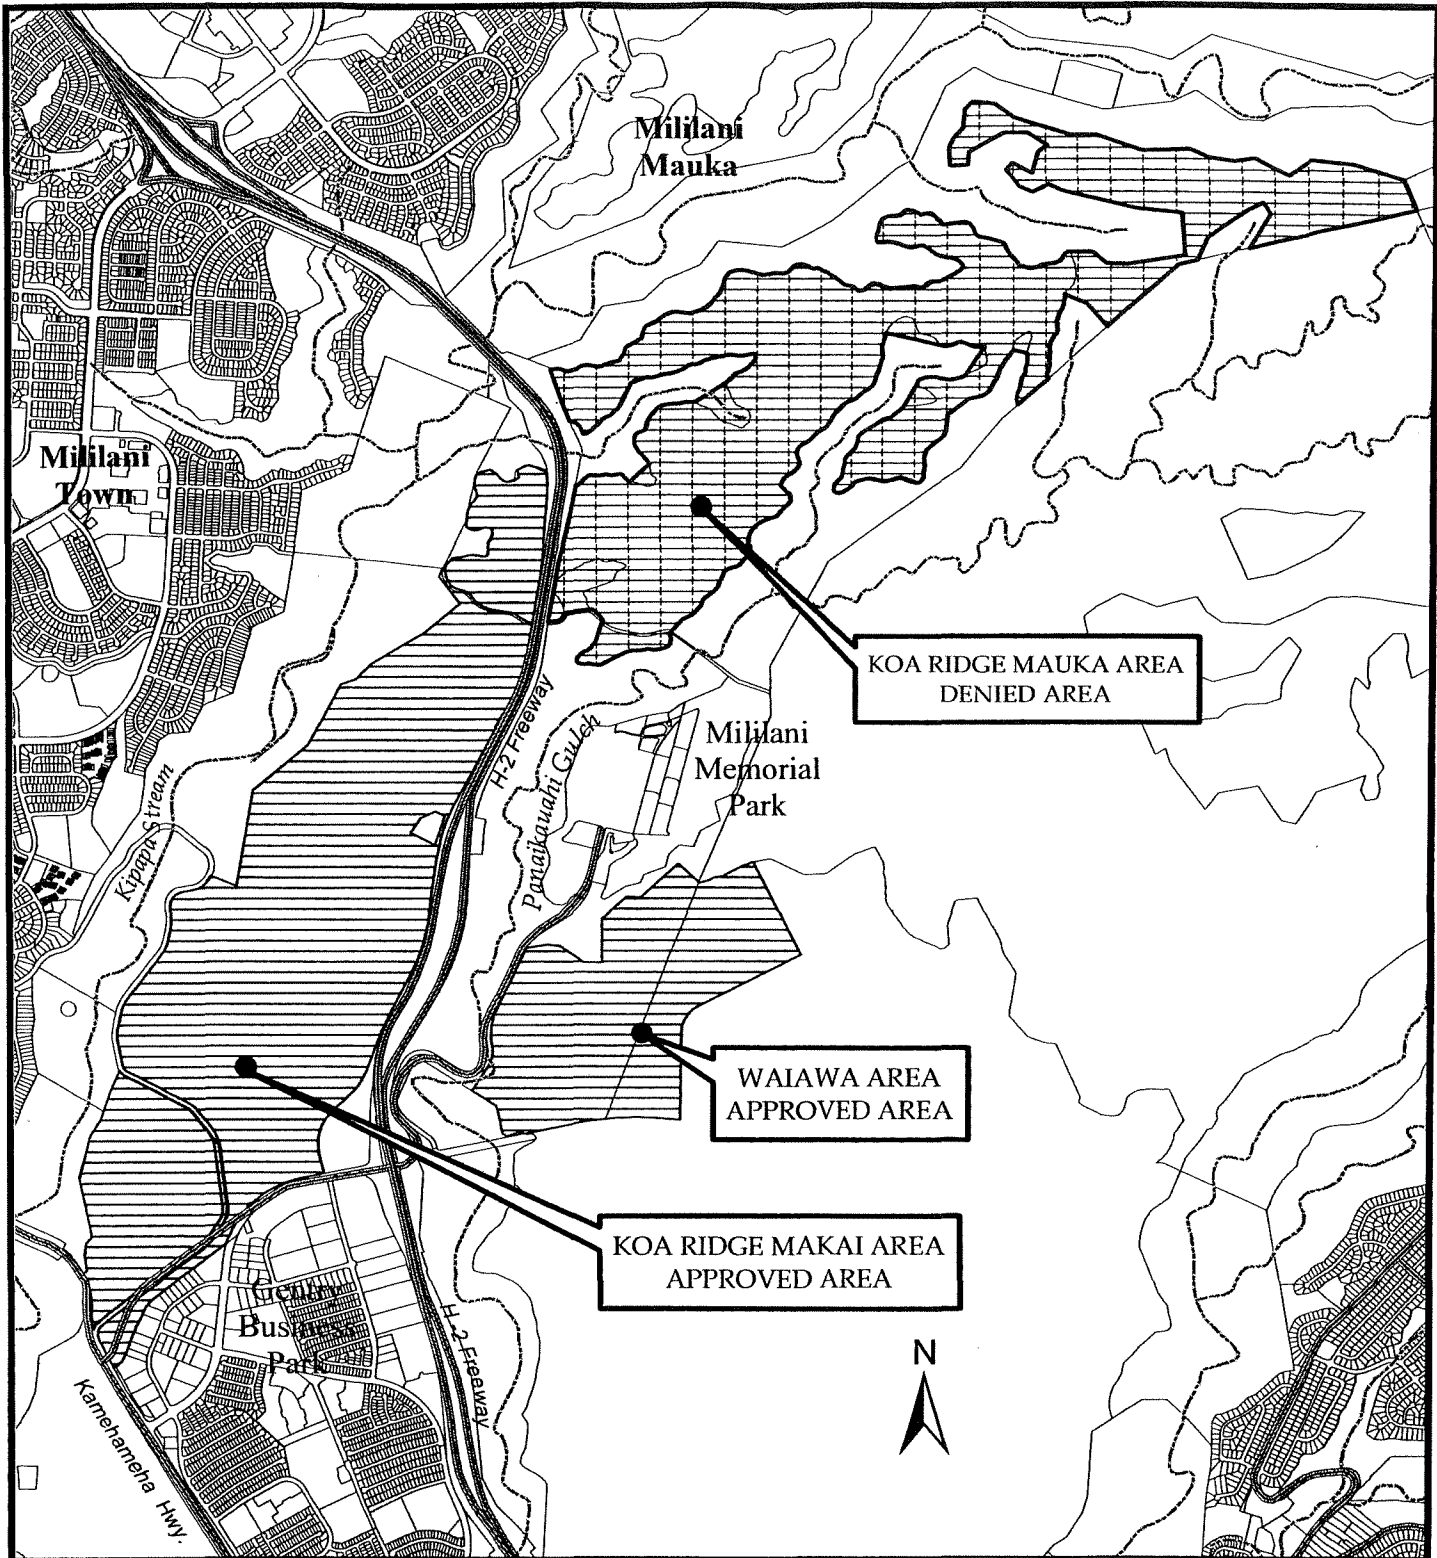 Mililani
Mauka
Mililani
Town
KOA RIDGE MAUKA AREA
DENIED AREA
H-2 Freeway
Panaikauahi Gulch
Mililani
Memorial
Park
Kipapa Stream
WAIAWA AREA
APPROVED AREA
KOA RIDGE MAKAI AREA
APPROVED AREA
Gentry
Business
Park
H-2 Freeway
Kamehameha Hwy.
N